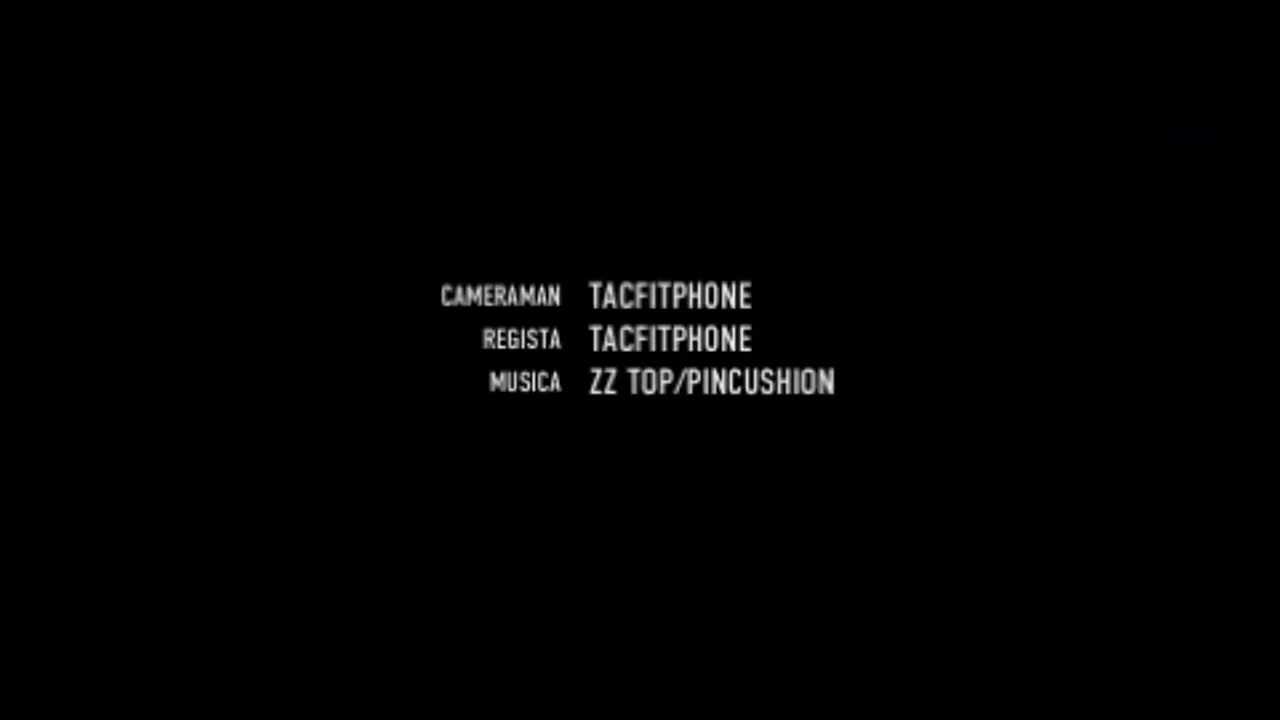 CAMERAMAN TACFITPHONE
REGISTA TACFITPHONE
MUSICA ZZ TOP/PINCUSHION